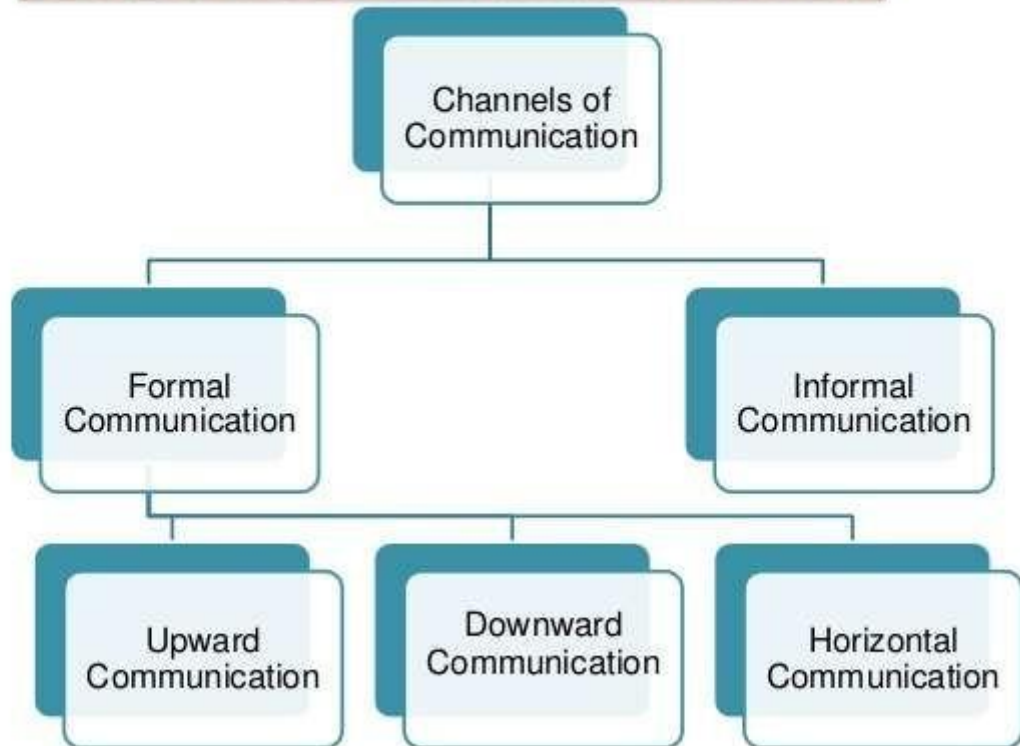 Channels of
Communication
Formal
Communication
Informal
Communication
Upward
Communication
Downward
Communication
Horizontal
Communication